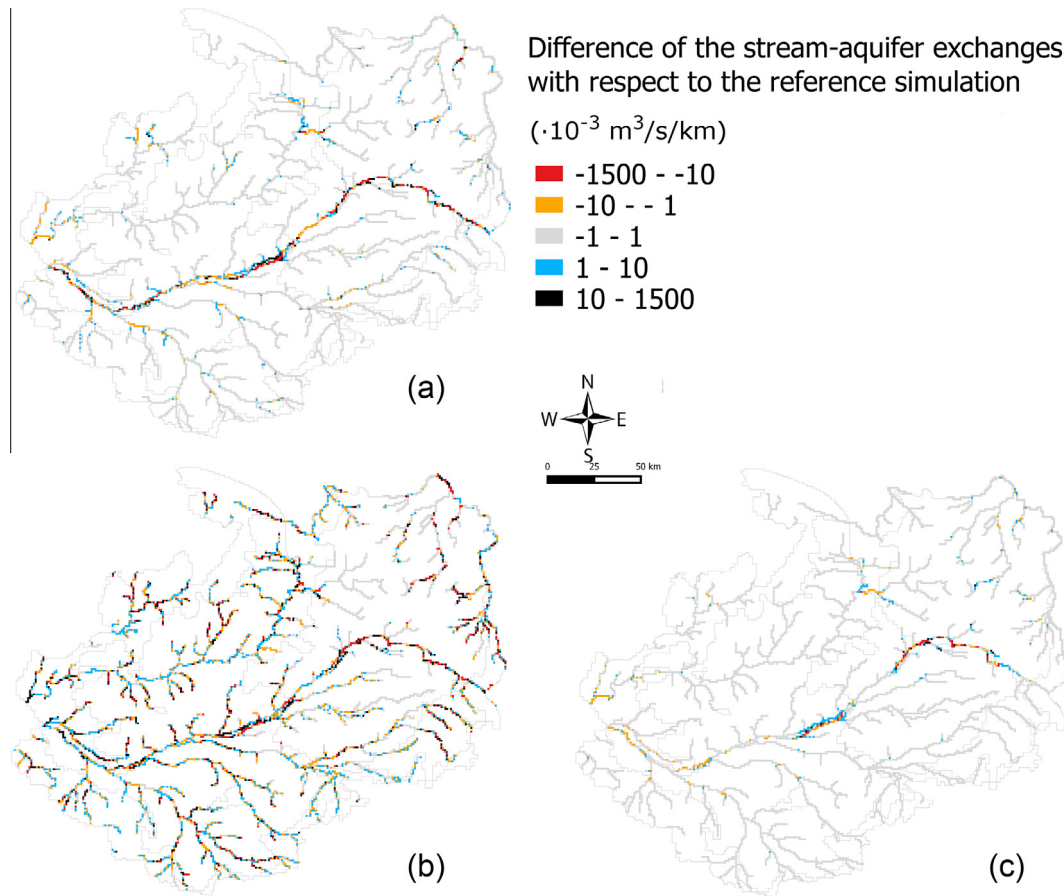 Difference of the stream-aquifer exchanges
with respect to the reference simulation
(·10⁻³ m³/s/km)
-1500 - -10
-10 - - 1
-1 - 1
1 - 10
10 - 1500
(a)
N
W E
S
0 25 50 km
(b)
(c)